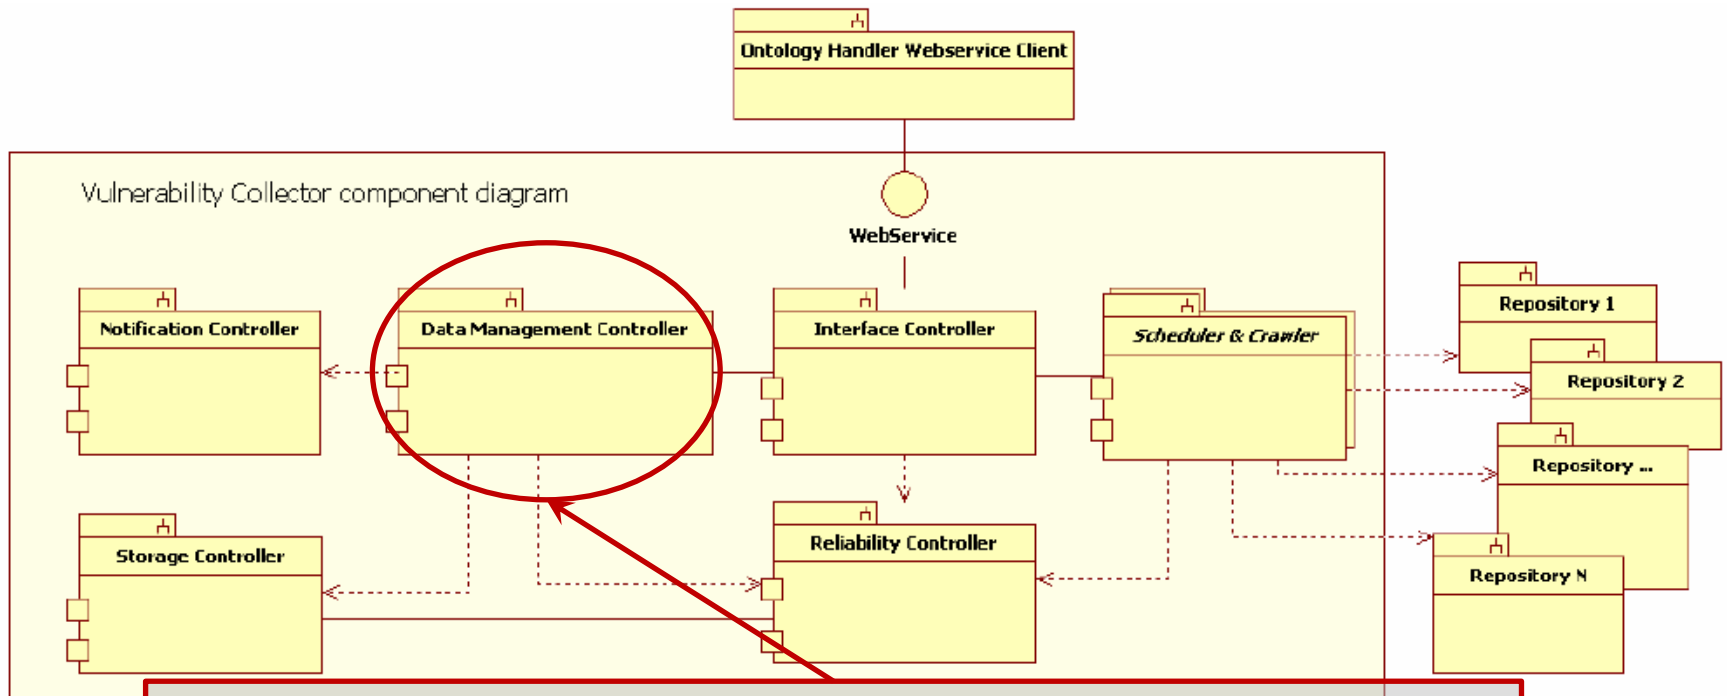 Ontology Handler Webservice Client
Vulnerability Collector component diagram
WebService
Notification Controller
Data Management Controller
Interface Controller
Scheduler & Crawler
Repository 1
Repository 2
Repository ...
Repository N
Storage Controller
Reliability Controller